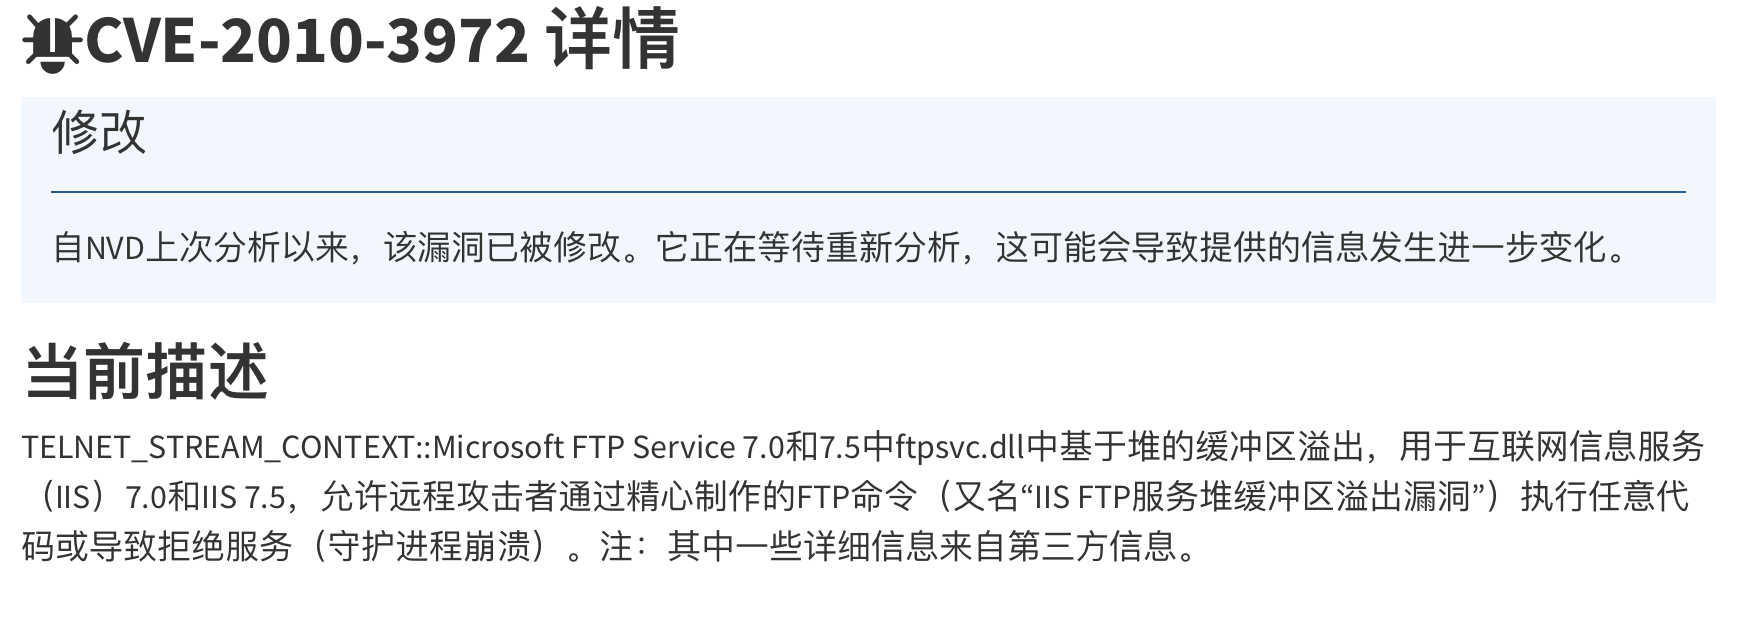 CVE-2010-3972 详情
修改
自NVD上次分析以来，该漏洞已被修改。它正在等待重新分析，这可能会导致提供的信息发生进一步变化。
当前描述
TELNET_STREAM_CONTEXT::Microsoft FTP Service 7.0和7.5中ftpsvc.dll中基于堆的缓冲区溢出，用于互联网信息服务
（IIS）7.0和IIS 7.5，允许远程攻击者通过精心制作的FTP命令（又名“IIS FTP服务堆缓冲区溢出漏洞”）执行任意代
码或导致拒绝服务（守护进程崩溃）。注：其中一些详细信息来自第三方信息。